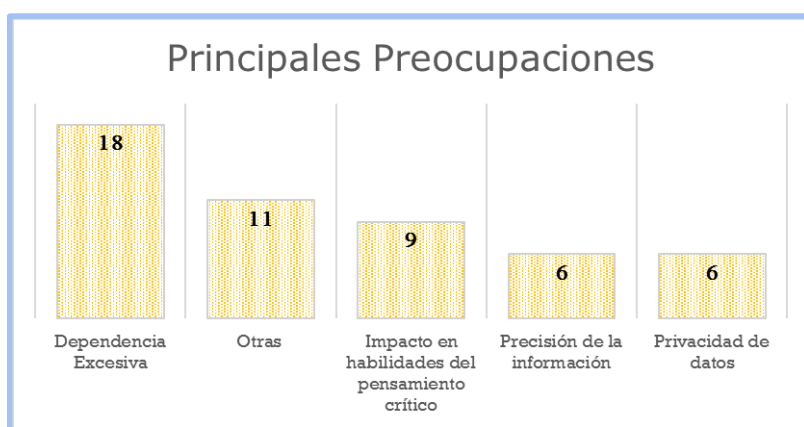 Principales Preocupaciones
18
11
9
6
6
Dependencia
Excesiva
Otras
Impacto en
habilidades del
pensamiento
crítico
Precisión de la
información
Privacidad de
datos